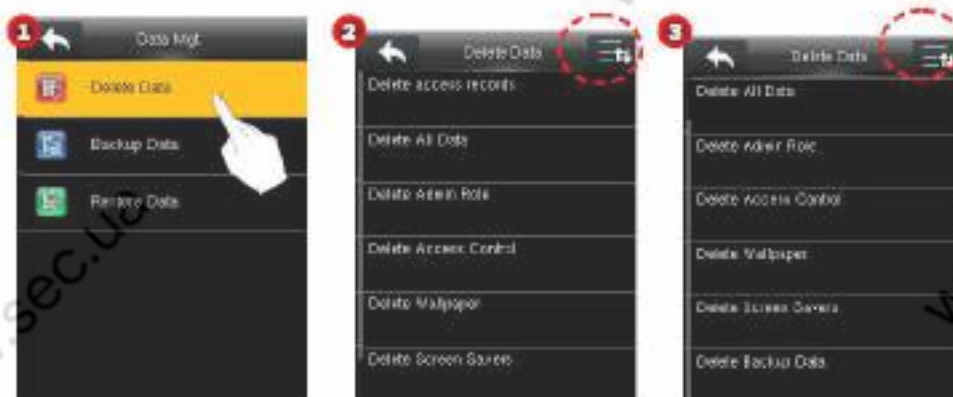 1
Data Mgt.
Delete Data
Backup Data
Restore Data
2
Delete Data
Delete access records
Delete All Data
Delete Admin Role
Delete Access Control
Delete Wallpaper
Delete Screen Savers
3
Delete Data
Delete All Data
Delete Admin Role
Delete Access Control
Delete Wallpaper
Delete Screen Savers
Delete Backup Data
.sec.ua